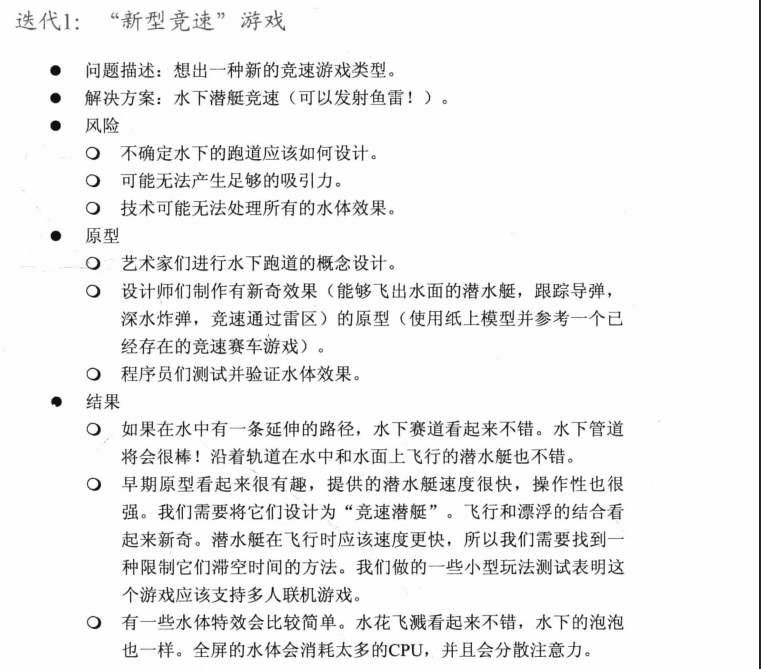 迭代1：“新型竞速”游戏
● 问题描述：想出一种新的竞速游戏类型。
● 解决方案：水下潜艇竞速（可以发射鱼雷！）。
● 风险
❍ 不确定水下的跑道应该如何设计。
❍ 可能无法产生足够的吸引力。
❍ 技术可能无法处理所有的水体效果。
● 原型
❍ 艺术家们进行水下跑道的概念设计。
❍ 设计师们制作有新奇效果（能够飞出水面的潜水艇，跟踪导弹，
深水炸弹，竞速通过雷区）的原型（使用纸上模型并参考一个已
经存在的竞速赛车游戏）。
❍ 程序员们测试并验证水体效果。
● 结果
❍ 如果在水中有一条延伸的路径，水下赛道看起来不错。水下管道
将会很棒！沿着轨道在水中和水面上飞行的潜水艇也不错。
❍ 早期原型看起来很有趣，提供的潜水艇速度很快，操作性也很
强。我们需要将它们设计为“竞速潜艇”。飞行和漂浮的结合看
起来新奇。潜水艇在飞行时应该速度更快，所以我们需要找到一
种限制它们滞空时间的方法。我们做的一些小型玩法测试表明这
个游戏应该支持多人联机游戏。
❍ 有一些水体特效会比较简单。水花飞溅看起来不错，水下的泡泡
也一样。全屏的水体会消耗太多的CPU，并且会分散注意力。